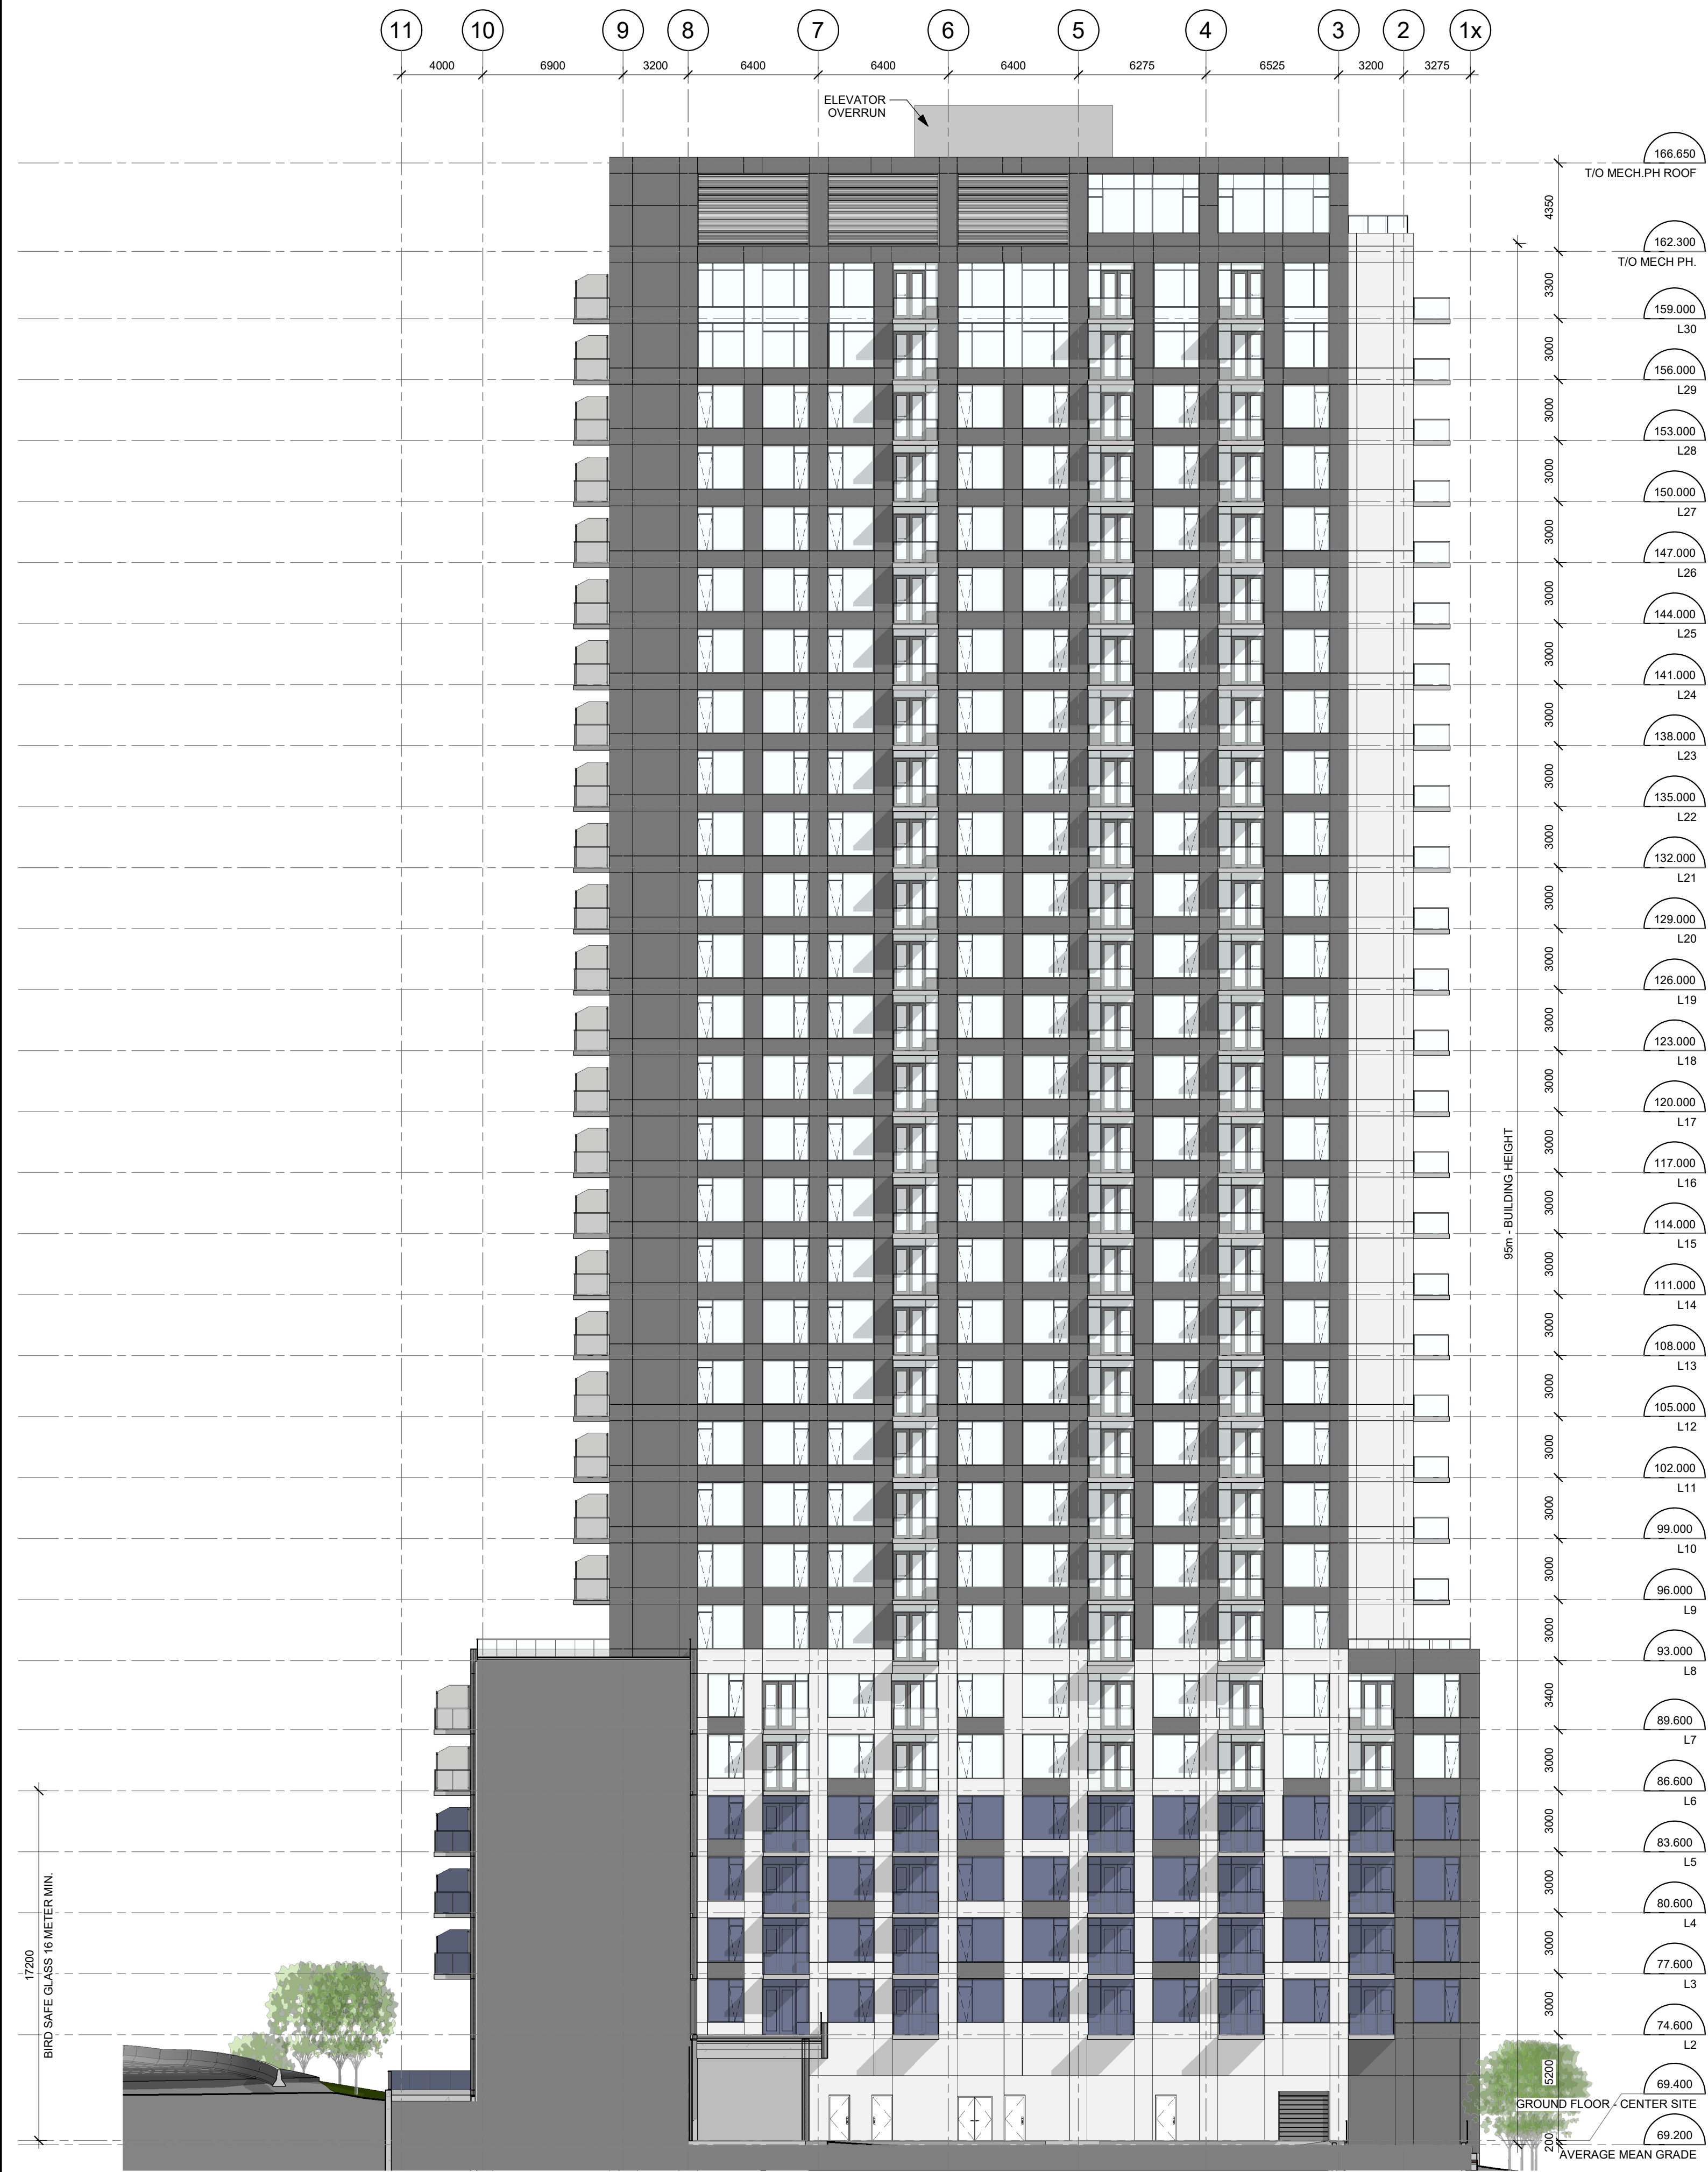 11 10 9 8 7 6 5 4 3 2 1x
4000 6900 3200 6400 6400 6400 6275 6525 3200 3275
ELEVATOR
OVERRUN
166.650
T/O MECH.PH ROOF
4350
162.300
T/O MECH PH.
3300
159.000
L30
3000
156.000
L29
3000
153.000
L28
3000
150.000
L27
3000
147.000
L26
3000
144.000
L25
3000
141.000
L24
3000
138.000
L23
3000
135.000
L22
3000
132.000
L21
3000
129.000
L20
3000
126.000
L19
3000
123.000
L18
3000
120.000
L17
3000
117.000
L16
3000
114.000
L15
3000
111.000
L14
3000
108.000
L13
3000
105.000
L12
3000
102.000
L11
3000
99.000
L10
3000
96.000
L9
3000
93.000
L8
3400
89.600
L7
3000
86.600
L6
3000
83.600
L5
3000
80.600
L4
3000
77.600
L3
3000
74.600
L2
5200
69.400
GROUND FLOOR - CENTER SITE
200
69.200
AVERAGE MEAN GRADE
95m - BUILDING HEIGHT
17200
BIRD SAFE GLASS 16 METER MIN.